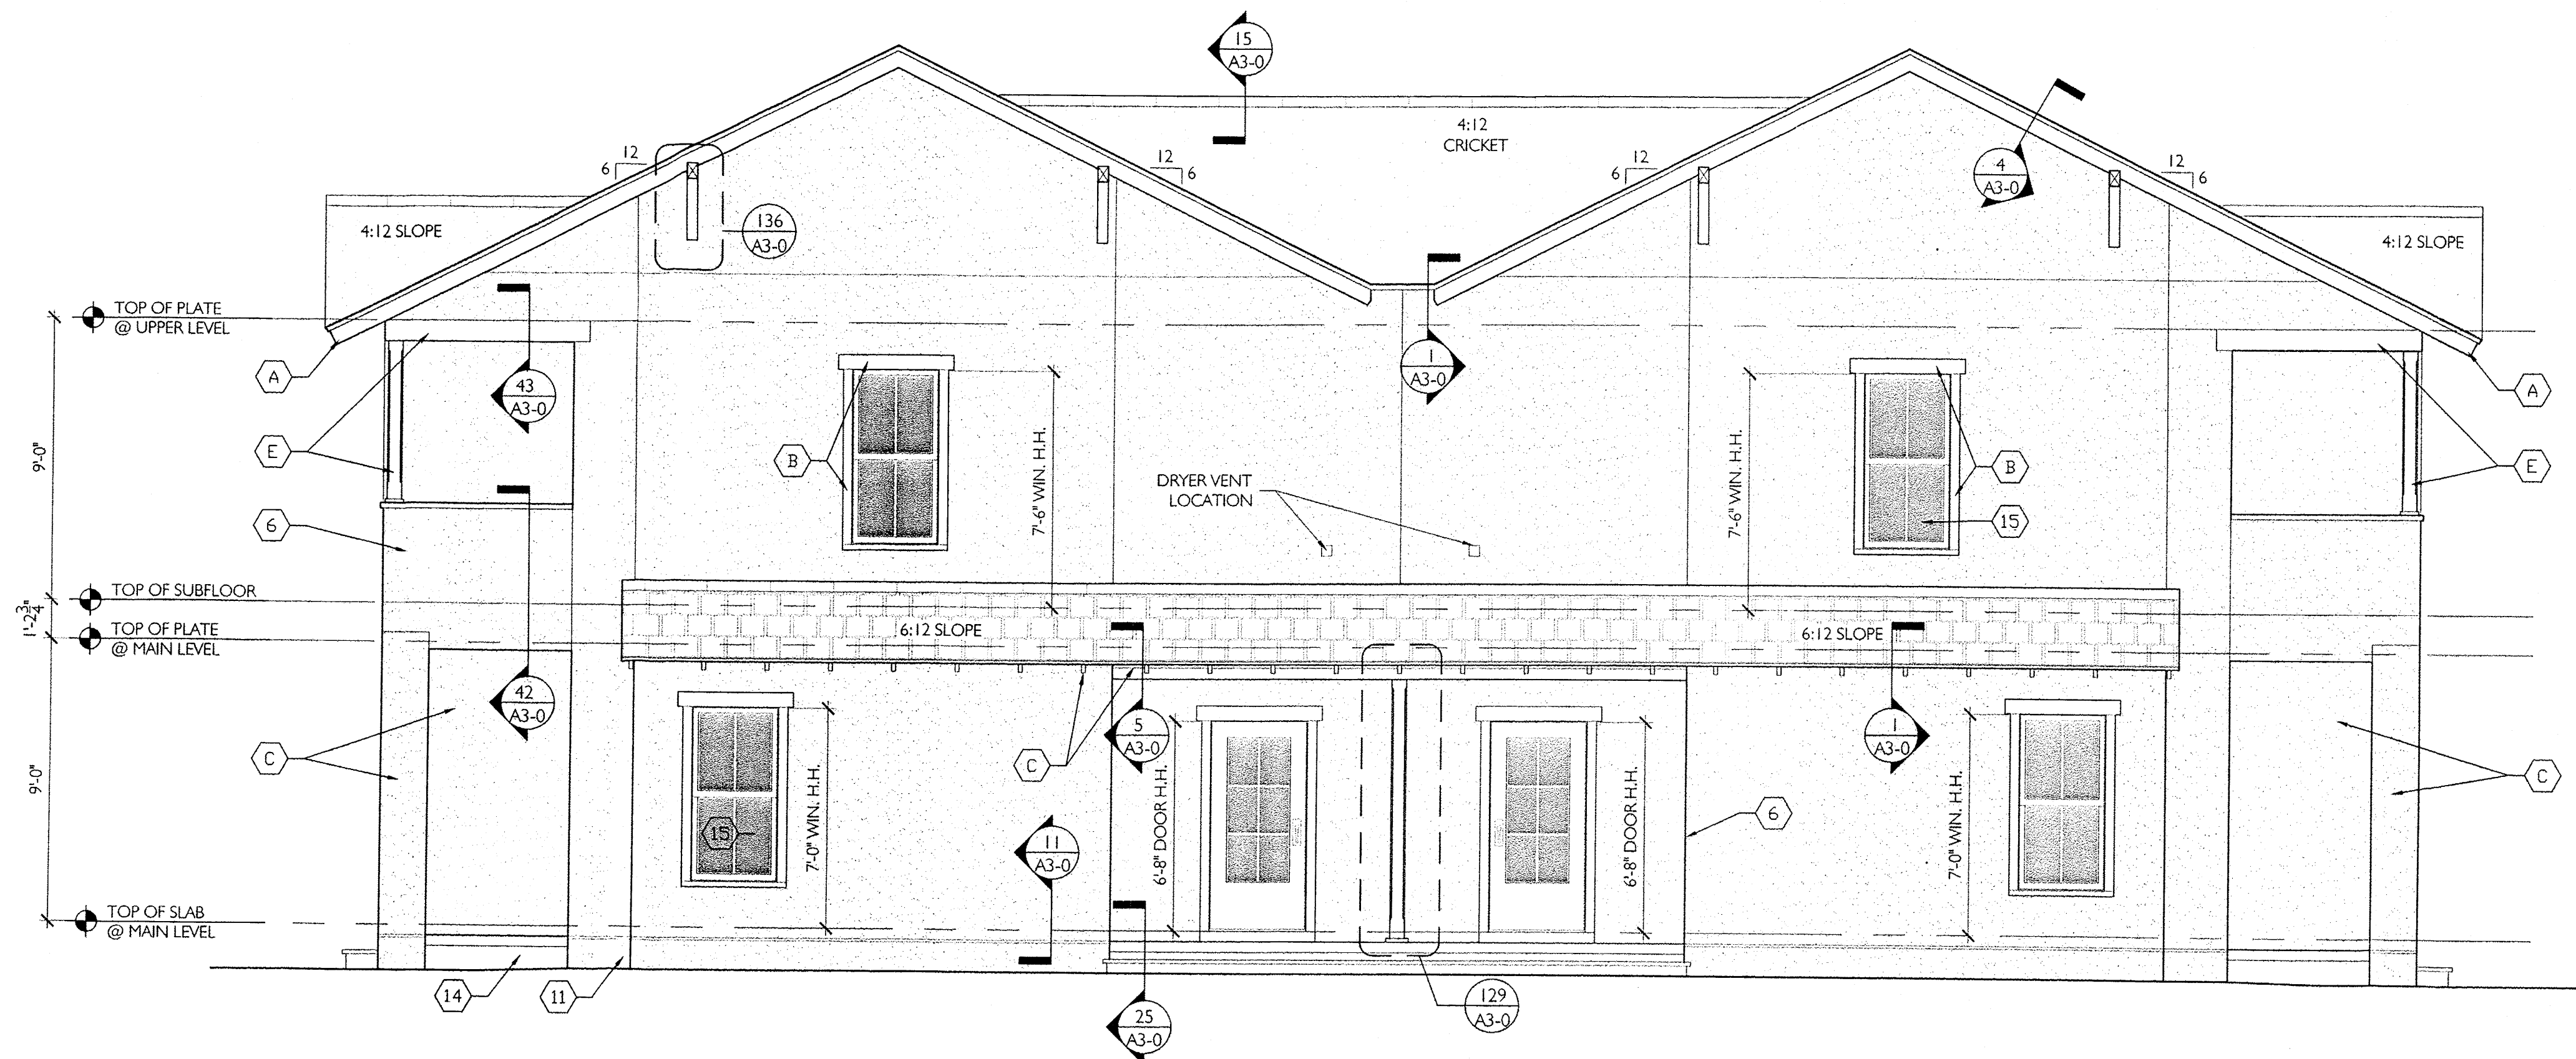 15
A3-0
4:12
CRICKET
12
6
12
6
12
6
12
6
4
A3-0
136
A3-0
4:12 SLOPE
4:12 SLOPE
TOP OF PLATE
@ UPPER LEVEL
1
A3-0
A
A
43
A3-0
E
E
B
B
9'-0"
7'-6" WIN. H.H.
7'-6" WIN. H.H.
DRYER VENT
LOCATION
15
6
TOP OF SUBFLOOR
1'-2 3/4"
TOP OF PLATE
@ MAIN LEVEL
6:12 SLOPE
6:12 SLOPE
42
A3-0
5
A3-0
1
A3-0
C
C
C
9'-0"
15
7'-0" WIN. H.H.
6'-8" DOOR H.H.
6'-8" DOOR H.H.
7'-0" WIN. H.H.
6
11
A3-0
TOP OF SLAB
@ MAIN LEVEL
14
11
25
A3-0
129
A3-0